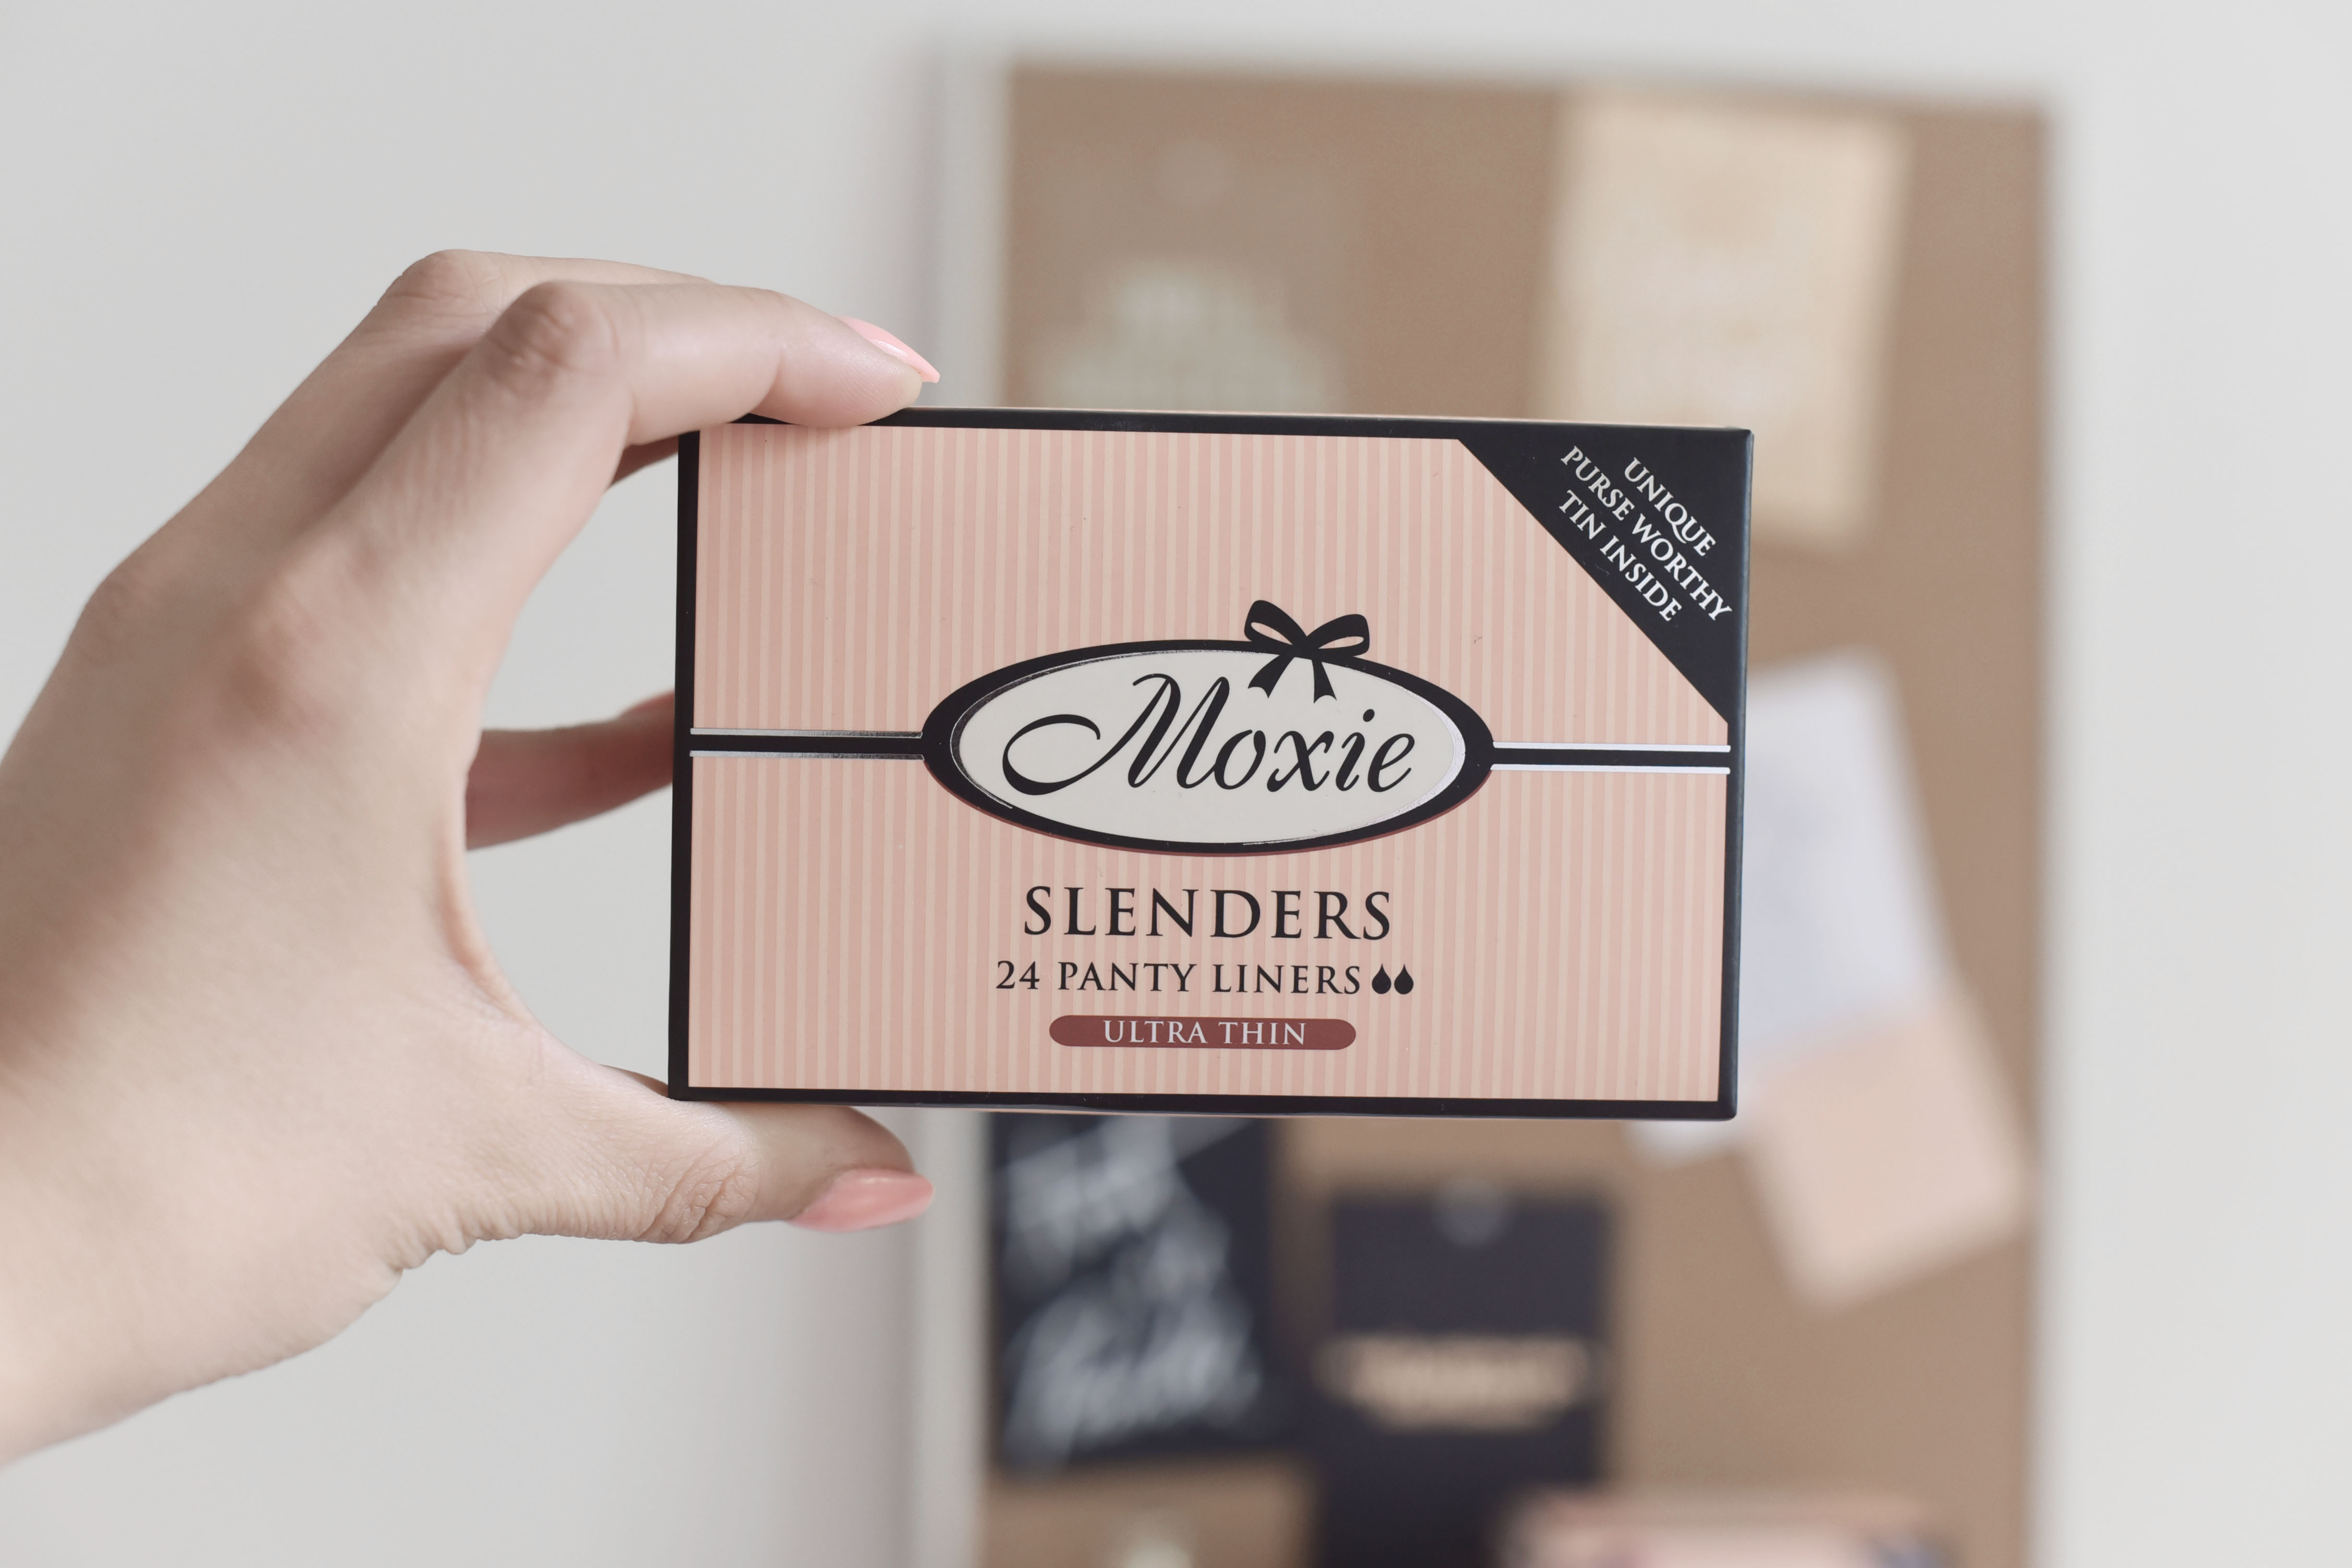 UNIQUE
PURSE WORTHY
TIN INSIDE
Moxie
SLENDERS
24 PANTY LINERS
ULTRA THIN